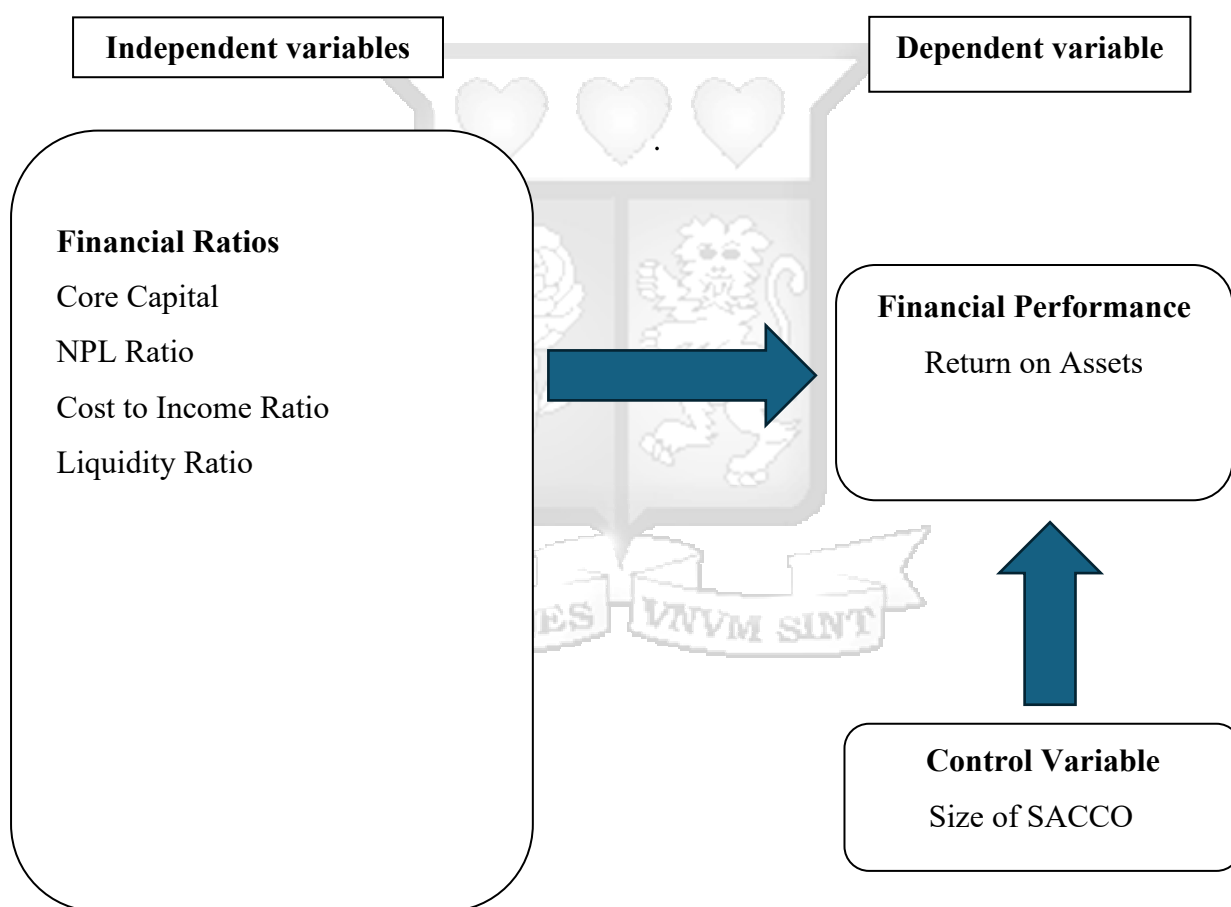 Independent variables
Dependent variable
Financial Ratios
Core Capital
NPL Ratio
Cost to Income Ratio
Liquidity Ratio
Financial Performance
Return on Assets
ES VNVM SINT
Control Variable
Size of SACCO